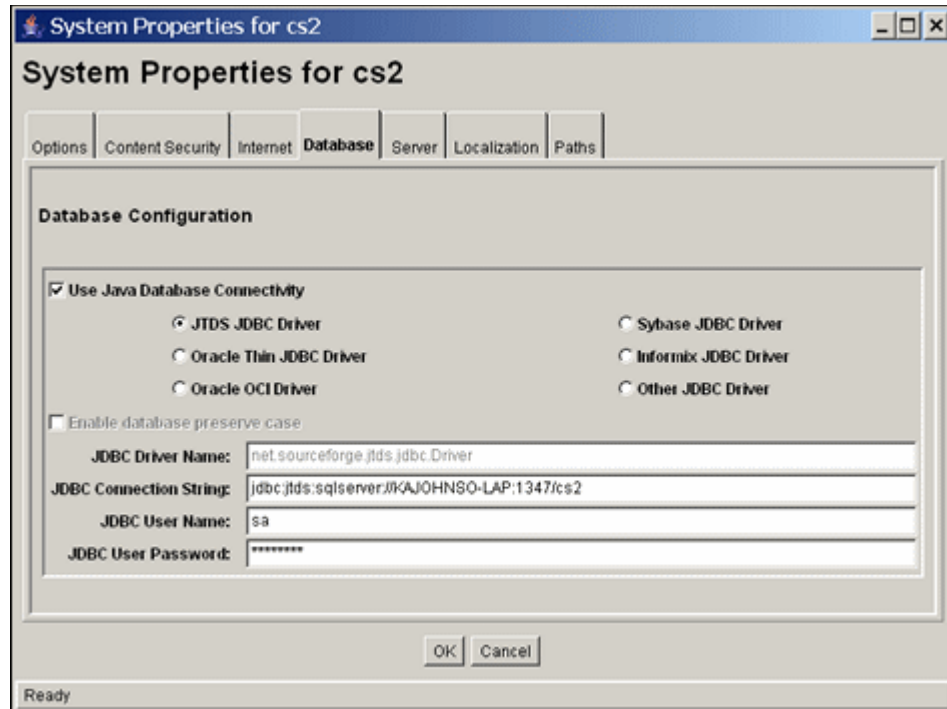 System Properties for cs2
System Properties for cs2
Options Content Security Internet Database Server Localization Paths
Database Configuration
Use Java Database Connectivity
JTDS JDBC Driver Sybase JDBC Driver
Oracle Thin JDBC Driver Informix JDBC Driver
Oracle OCI Driver Other JDBC Driver
Enable database preserve case
JDBC Driver Name: net.sourceforge.jtds.jdbc.Driver
JDBC Connection String: jdbc:jtds:sqlserver://KAJOHNSO-LAP:1347/cs2
JDBC User Name: sa
JDBC User Password: ********
OK Cancel
Ready